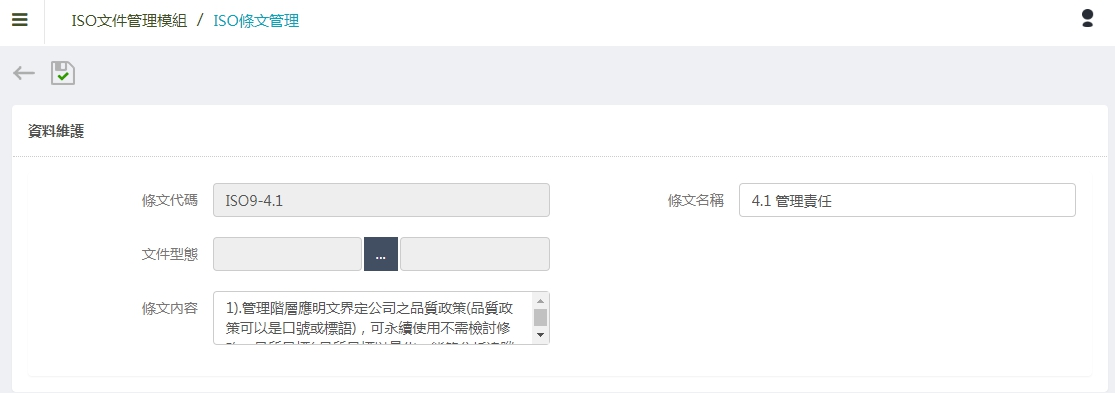 ISO文件管理模組 / ISO條文管理
資料維護
條文代碼 ISO9-4.1 條文名稱 4.1 管理責任
文件型態 ...
條文內容 1).管理階層應明文界定公司之品質政策(品質政
策可以是口號或標語)，可永續使用不需檢討修